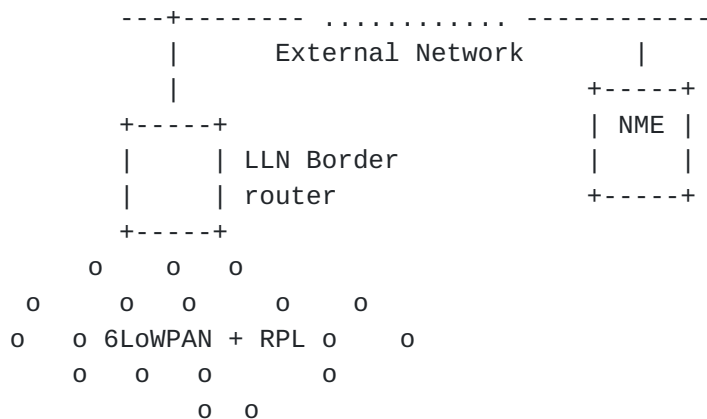 ---+-------- ............ ------------
|      External Network       |
|                          +-----+
+-----+                       | NME |
|     | LLN Border            |     |
|     | router                +-----+
+-----+
o    o   o
o     o   o     o    o
o   o 6LoWPAN + RPL o    o
o   o   o       o
o  o